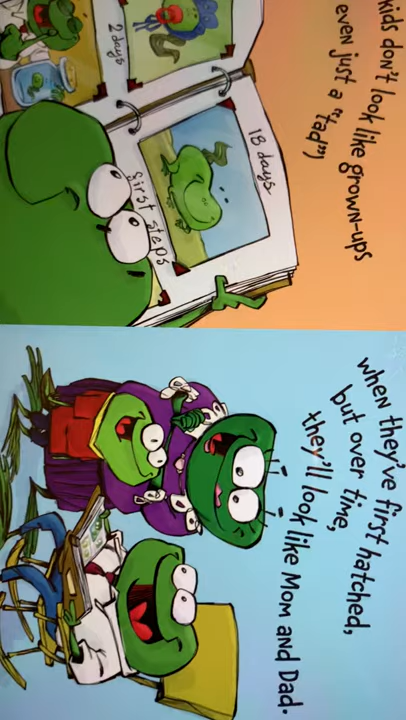 kids don't look like grown-ups
even just a "tad")
2 days
18 days
first steps
when they've first hatched,
but over time,
they'll look like Mom and Dad.